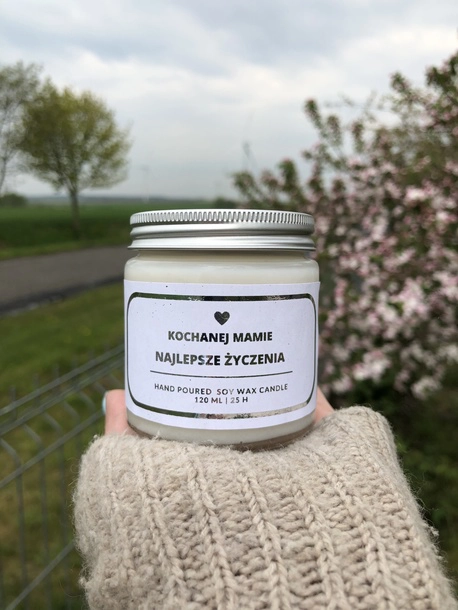 KOCHANEJ MAMIE
NAJLEPSZE ŻYCZENIA
HAND POURED SOY WAX CANDLE
120 ML | 25 H